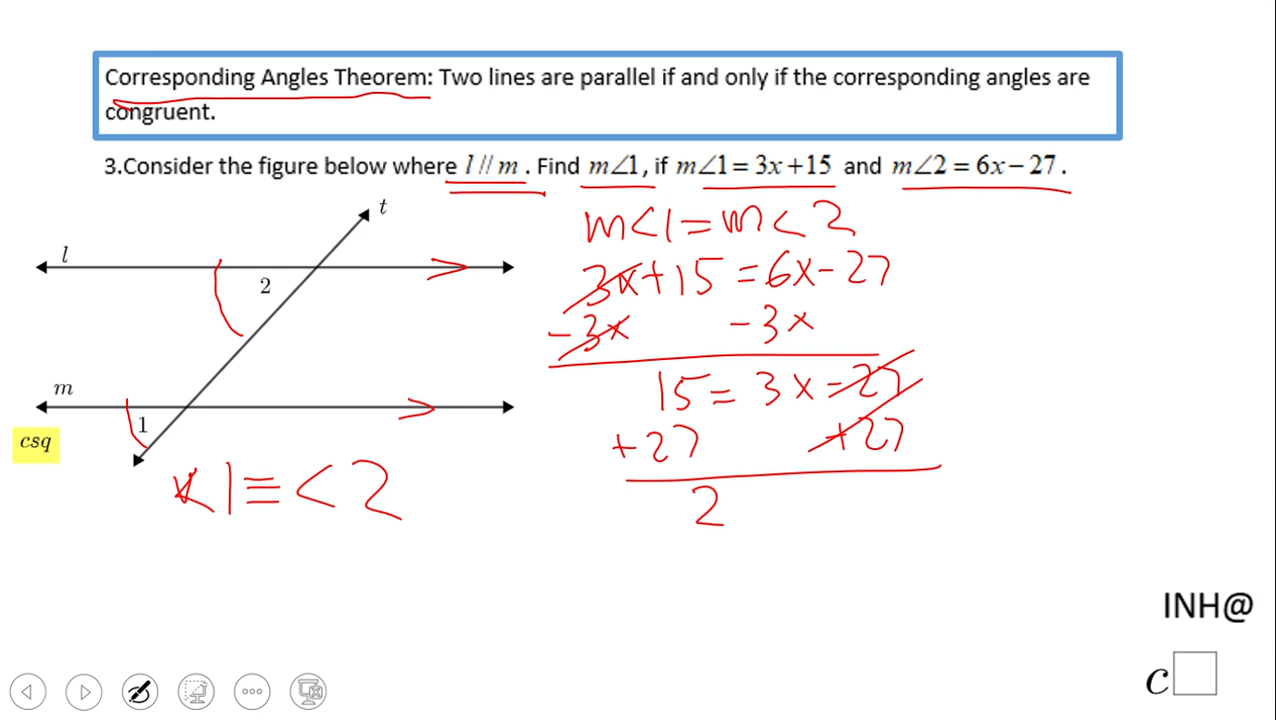 Corresponding Angles Theorem: Two lines are parallel if and only if the corresponding angles are
congruent.
3.Consider the figure below where l // m . Find m∠1, if m∠1 = 3x+15 and m∠2 = 6x−27.
t
l
2
m
1
csq
<1≡<2
m<1=m<2
3x+15=6x-27
-3x -3x
15=3x-27
+27 +27
2
INH@
c